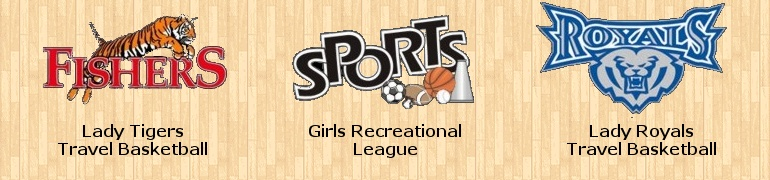 FISHERS
Lady Tigers
Travel Basketball
SPORTS
Girls Recreational
League
ROYALS
Lady Royals
Travel Basketball